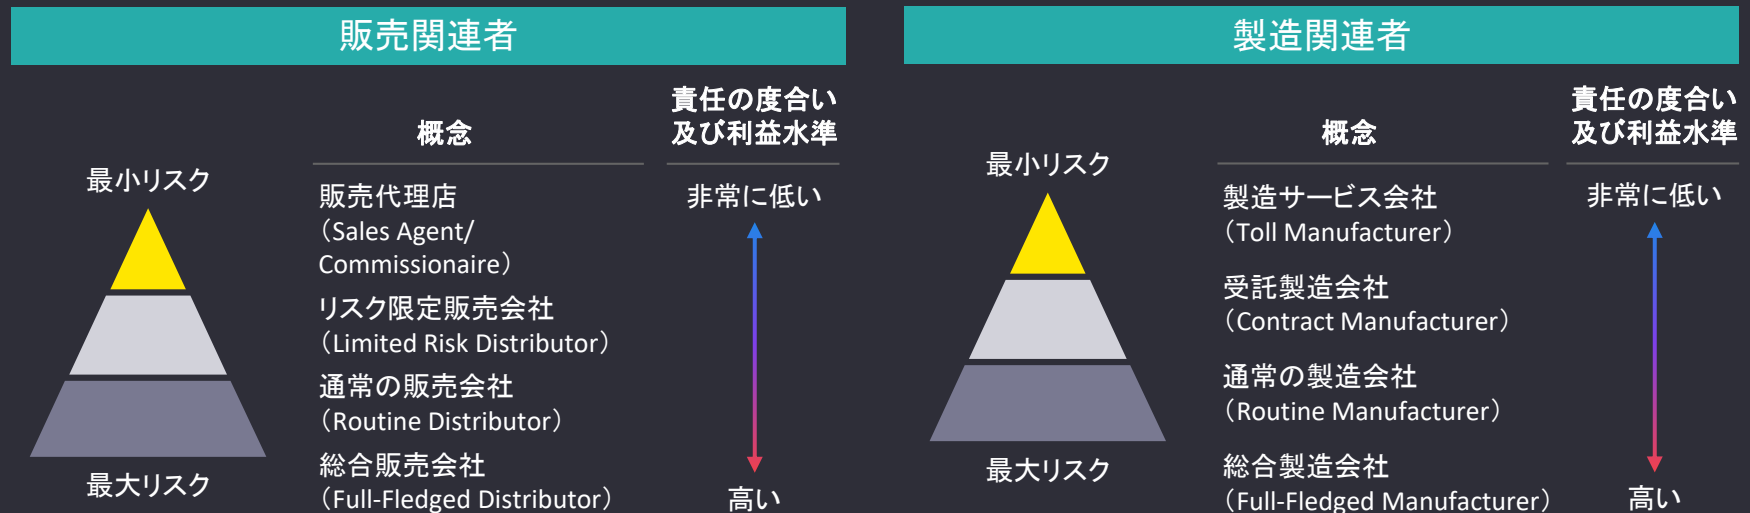 販売関連者
概念
責任の度合い
及び利益水準
最小リスク
最大リスク
販売代理店
（Sales Agent/
Commissionaire）
リスク限定販売会社
（Limited Risk Distributor）
通常の販売会社
（Routine Distributor）
総合販売会社
（Full-Fledged Distributor）
非常に低い
高い
製造関連者
概念
責任の度合い
及び利益水準
最小リスク
最大リスク
製造サービス会社
（Toll Manufacturer）
受託製造会社
（Contract Manufacturer）
通常の製造会社
（Routine Manufacturer）
総合製造会社
（Full-Fledged Manufacturer）
非常に低い
高い